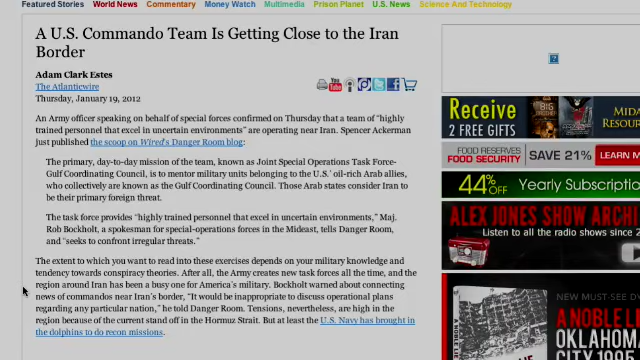 Featured Stories World News Commentary Money Watch Multimedia Prison Planet U.S. News Science And Technology
A U.S. Commando Team Is Getting Close to the Iran
Border
Adam Clark Estes
The Atlanticwire
Thursday, January 19, 2012
You Tube
An Army officer speaking on behalf of special forces confirmed on Thursday that a team of “highly
trained personnel that excel in uncertain environments” are operating near Iran. Spencer Ackerman
just published the scoop on Wired's Danger Room blog:
The primary, day-to-day mission of the team, known as Joint Special Operations Task Force-
Gulf Coordinating Council, is to mentor military units belonging to the U.S.' oil-rich Arab allies,
who collectively are known as the Gulf Coordinating Council. Those Arab states consider Iran to
be their primary foreign threat.
The task force provides “highly trained personnel that excel in uncertain environments,” Maj.
Rob Bockholt, a spokesman for special-operations forces in the Mideast, tells Danger Room,
and “seeks to confront irregular threats.”
The extent to which you want to read into these exercises depends on your military knowledge and
tendency towards conspiracy theories. After all, the Army creates new task forces all the time, and the
region around Iran has been a busy one for America's military. Bockholt warned about connecting
news of commandos near Iran's border, “It would be inappropriate to discuss operational plans
regarding any particular nation,” he told Danger Room. Tensions, nevertheless, are high in the
region because of the current stand off in the Hormuz Strait. But at least the U.S. Navy has brought in
the dolphins to do recon missions.
Receive
2 FREE GIFTS
MIDA
RESO
FOOD RESERVES
FOOD SECURITY
SAVE 21%
LEARN M
44% OFF Yearly Subscriptio
ALEX JONES SHOW ARCHI
Listen to all the radio shows since 2
NEW MUST-SEE DV
A NOBLE L
OKLAHOMA
CITY 1995